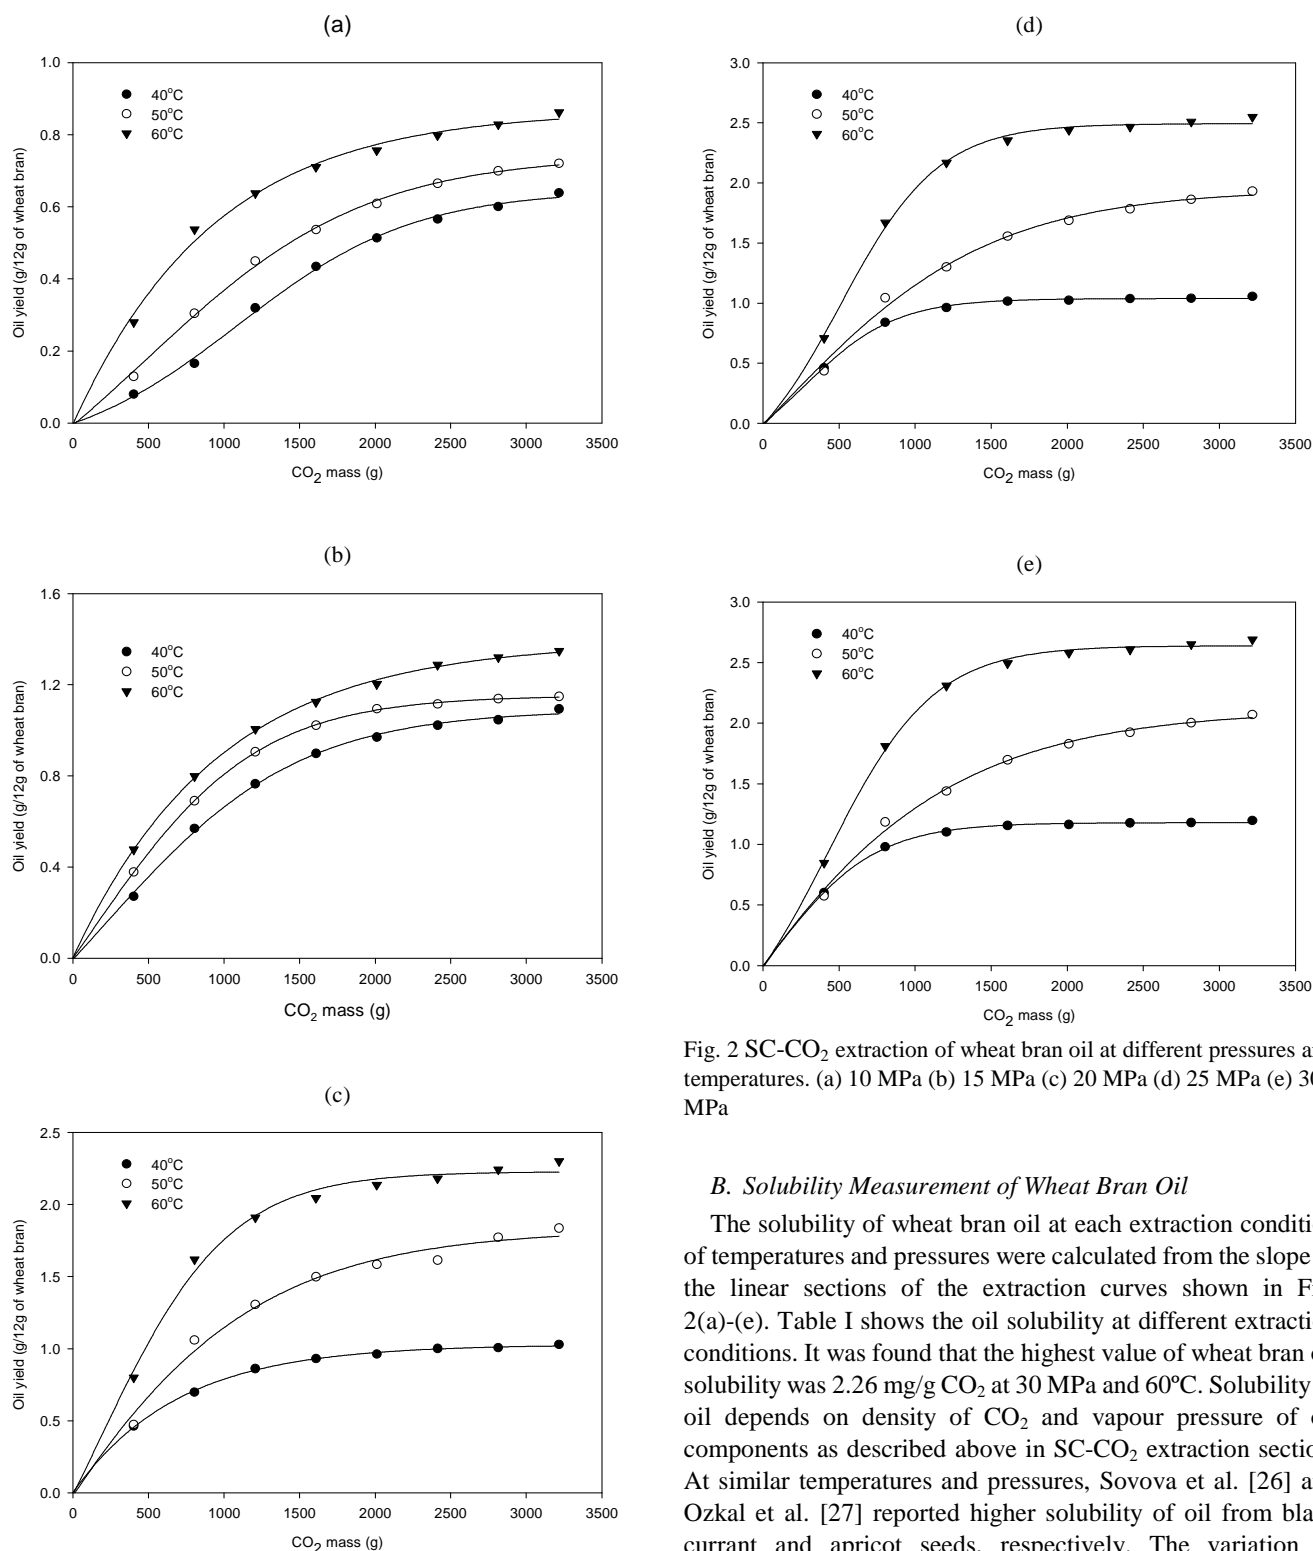 (a)
1.0
0.8
0.6
0.4
0.2
0.0
Oil yield (g/12g of wheat bran)
40°C
50°C
60°C
0 500 1000 1500 2000 2500 3000 3500
CO2 mass (g)
(b)
1.6
1.2
0.8
0.4
0.0
Oil yield (g/12g of wheat bran)
40°C
50°C
60°C
0 500 1000 1500 2000 2500 3000 3500
CO2 mass (g)
(c)
2.5
2.0
1.5
1.0
0.5
0.0
Oil yield (g/12g of wheat bran)
40°C
50°C
60°C
0 500 1000 1500 2000 2500 3000 3500
CO2 mass (g)
(d)
3.0
2.5
2.0
1.5
1.0
0.5
0.0
Oil yield (g/12g of wheat bran)
40°C
50°C
60°C
0 500 1000 1500 2000 2500 3000 3500
CO2 mass (g)
(e)
3.0
2.5
2.0
1.5
1.0
0.5
0.0
Oil yield (g/12g of wheat bran)
40°C
50°C
60°C
0 500 1000 1500 2000 2500 3000 3500
CO2 mass (g)
Fig. 2 SC-CO2 extraction of wheat bran oil at different pressures
temperatures. (a) 10 MPa (b) 15 MPa (c) 20 MPa (d) 25 MPa (e)
MPa
B. Solubility Measurement of Wheat Bran Oil
The solubility of wheat bran oil at each extraction
of temperatures and pressures were calculated from the slope
the linear sections of the extraction curves shown in
2(a)-(e). Table I shows the oil solubility at different
conditions. It was found that the highest value of wheat bran
solubility was 2.26 mg/g CO2 at 30 MPa and 60ºC. Solubility
oil depends on density of CO2 and vapour pressure of
components as described above in SC-CO2 extraction
At similar temperatures and pressures, Sovova et al. [26]
Ozkal et al. [27] reported higher solubility of oil from
currant and apricot seeds, respectively. The variation